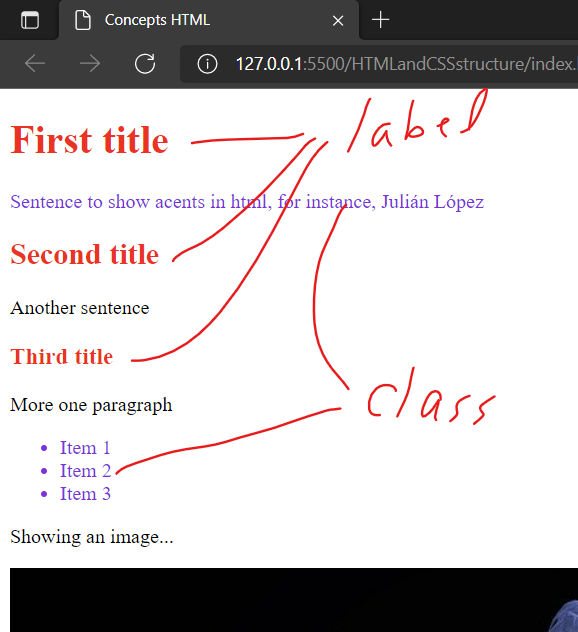 Concepts HTML
127.0.0.1:5500/HTMLandCSSstructure/index.
label
First title
Sentence to show acents in html, for instance, Julián López
Second title
Another sentence
Third title
class
More one paragraph
Item 1
Item 2
Item 3
Showing an image...